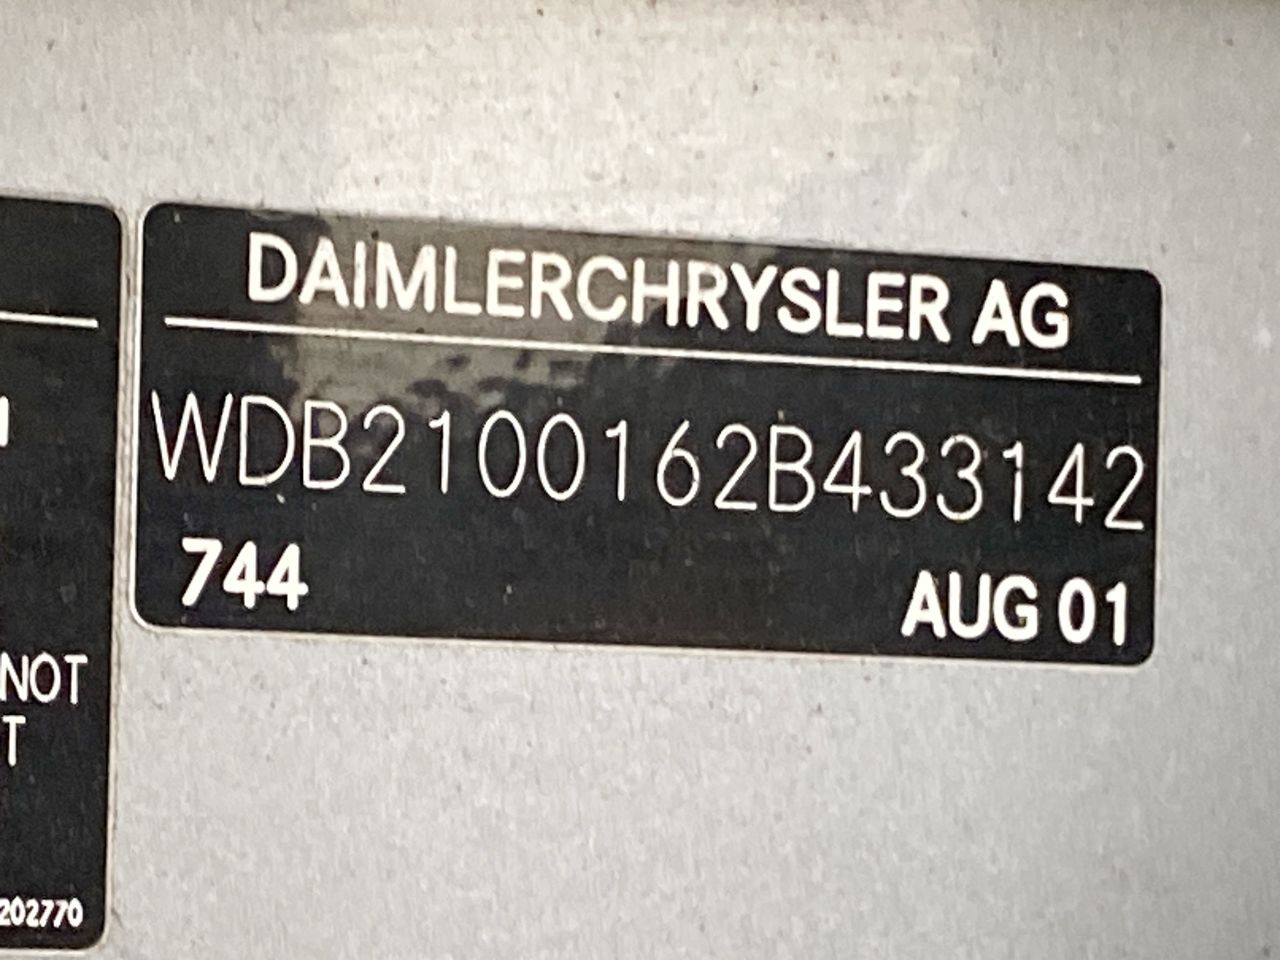 DAIMLERCHRYSLER AG
WDB2100162B433142
744 AUG 01
NOT
T
202770